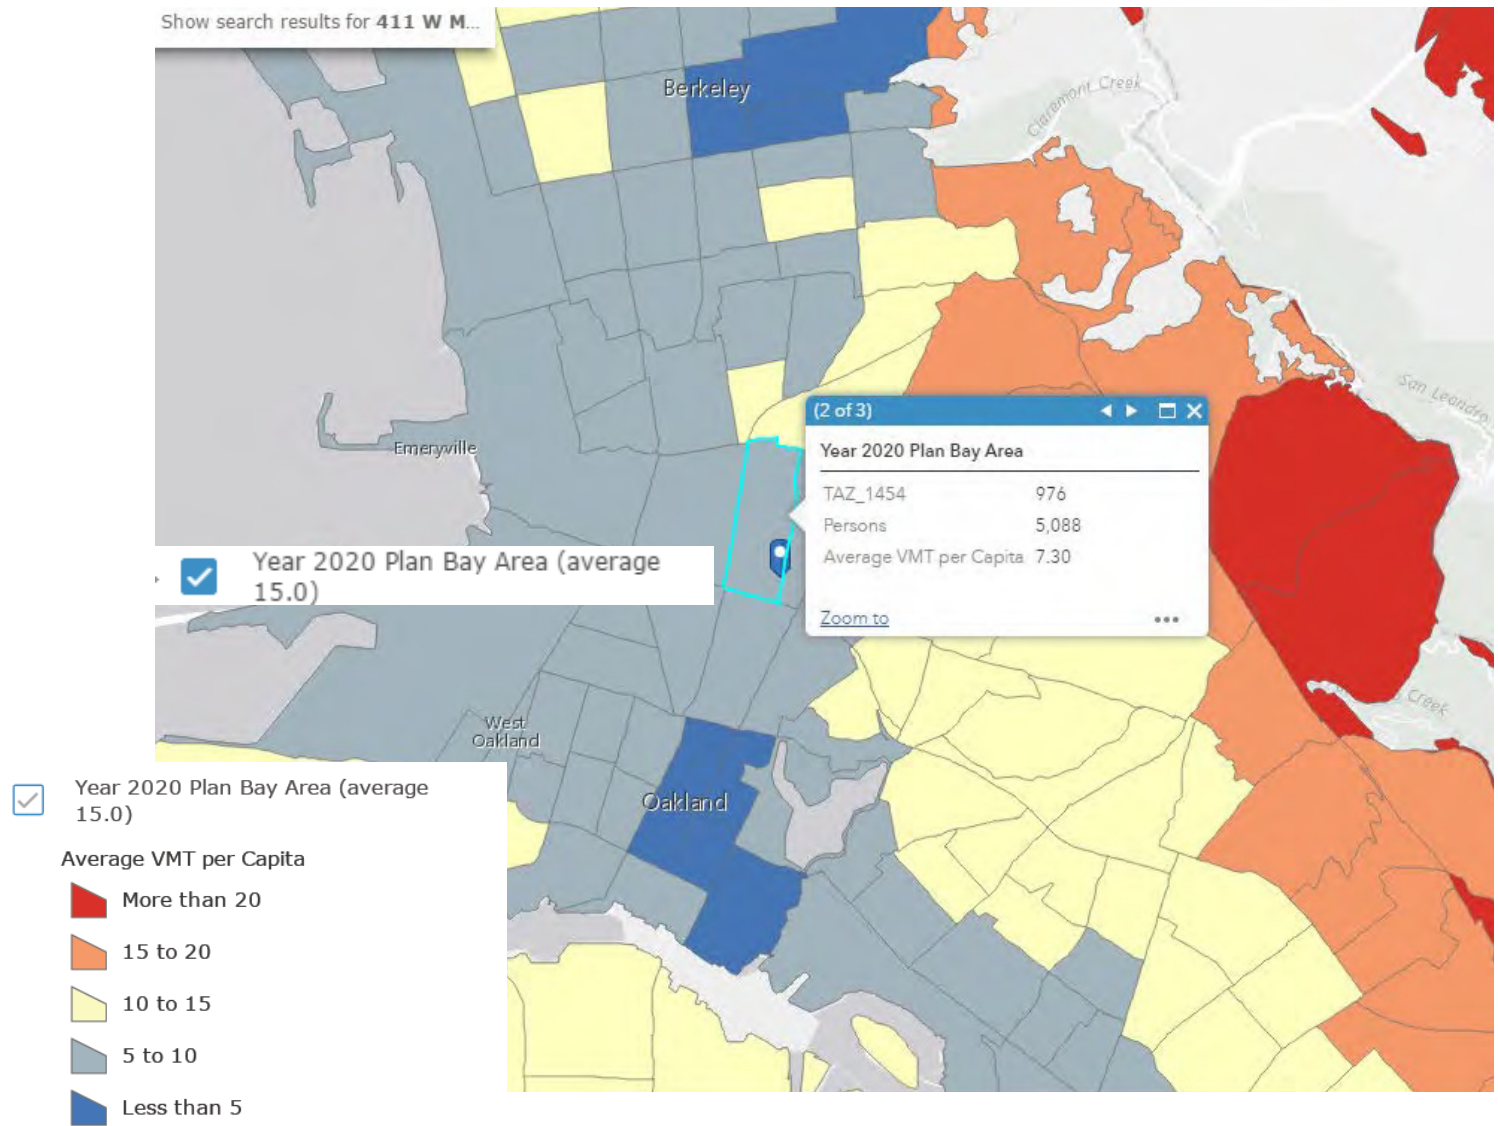 Show search results for 411 W M...
Berkeley
Claremont Creek
(2 of 3)
Year 2020 Plan Bay Area
TAZ_1454 976
Persons 5,088
Average VMT per Capita 7.30
Zoom to
San Leandro
Creek
Emeryville
Year 2020 Plan Bay Area (average
15.0)
West
Oakland
Oakland
Year 2020 Plan Bay Area (average
15.0)
Average VMT per Capita
More than 20
15 to 20
10 to 15
5 to 10
Less than 5